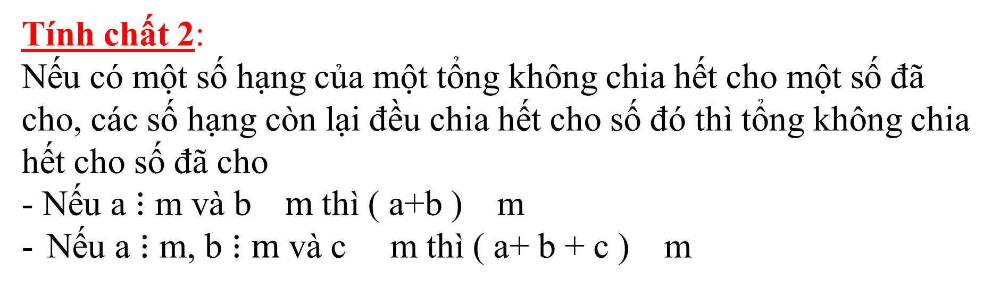 Tính chất 2:
Nếu có một số hạng của một tổng không chia hết cho một số đã
cho, các số hạng còn lại đều chia hết cho số đó thì tổng không chia
hết cho số đã cho
- Nếu a ⋮ m và b m thì ( a+b ) m
- Nếu a ⋮ m, b ⋮ m và c m thì ( a+ b + c ) m